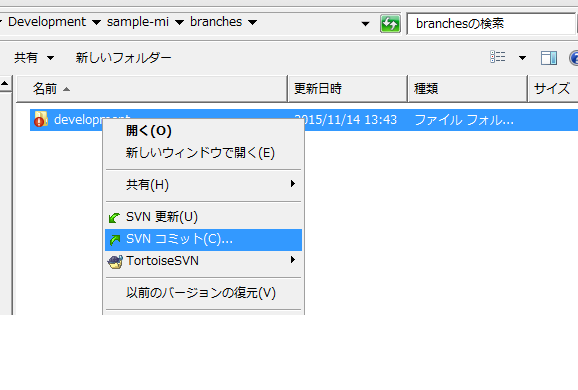 Development sample-mi branches branchesの検索
共有 新しいフォルダー
名前 更新日時 種類 サイズ
development 2015/11/14 13:43 ファイル フォル...
開く(O)
新しいウィンドウで開く(E)
共有(H)
SVN 更新(U)
SVN コミット(C)...
TortoiseSVN
以前のバージョンの復元(V)